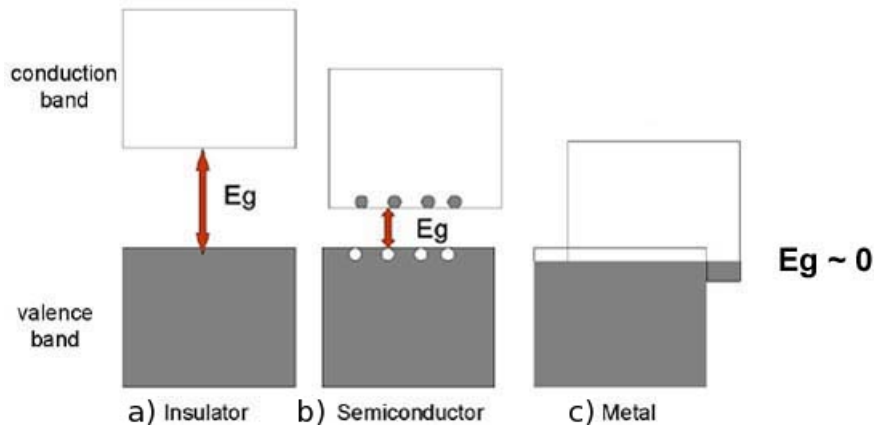 conduction
band
Eg
Eg
Eg ~ 0
valence
band
a) Insulator
b) Semiconductor
c) Metal